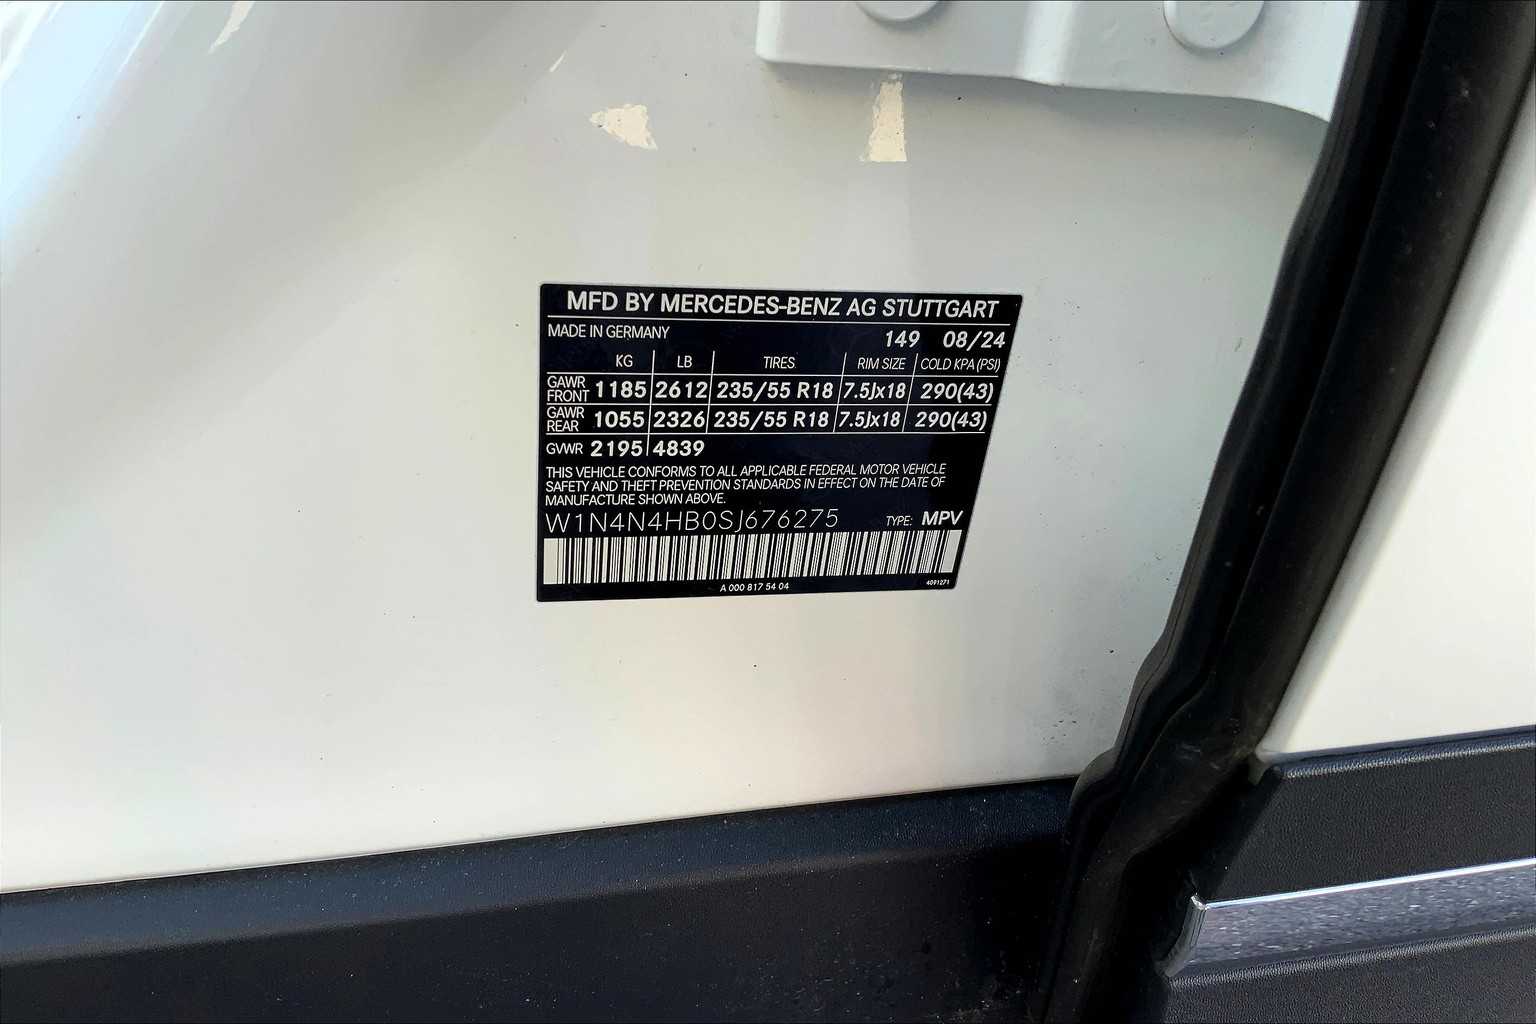 MFD BY MERCEDES-BENZ AG STUTTGART
MADE IN GERMANY 149 08/24
KG LB TIRES RIM SIZE COLD KPA (PSI)
GAWR FRONT 1185 2612 235/55 R18 7.5Jx18 290(43)
GAWR REAR 1055 2326 235/55 R18 7.5Jx18 290(43)
GVWR 2195 4839
THIS VEHICLE CONFORMS TO ALL APPLICABLE FEDERAL MOTOR VEHICLE
SAFETY AND THEFT PREVENTION STANDARDS IN EFFECT ON THE DATE OF
MANUFACTURE SHOWN ABOVE.
W1N4N4HB0SJ676275 TYPE: MPV
A 000 817 54 04 4091271